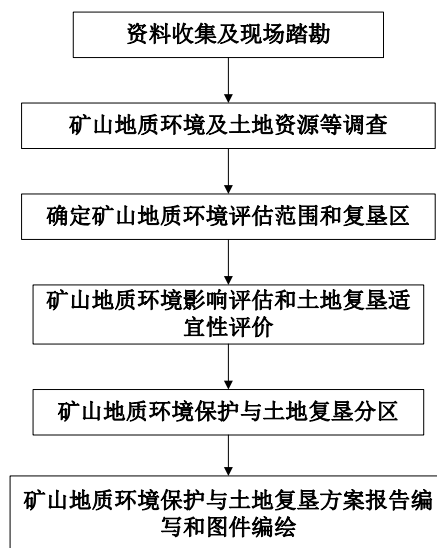 资料收集及现场踏勘
矿山地质环境及土地资源等调查
确定矿山地质环境评估范围和复垦区
矿山地质环境影响评估和土地复垦适
宜性评价
矿山地质环境保护与土地复垦分区
矿山地质环境保护与土地复垦方案报告编
写和图件编绘